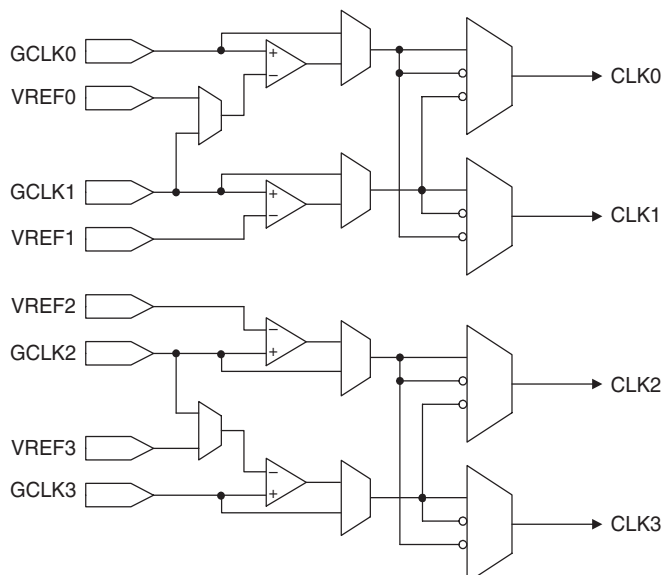 GCLK0
VREF0
GCLK1
VREF1
VREF2
GCLK2
VREF3
GCLK3
+
−
+
−
−
+
−
+
CLK0
CLK1
CLK2
CLK3